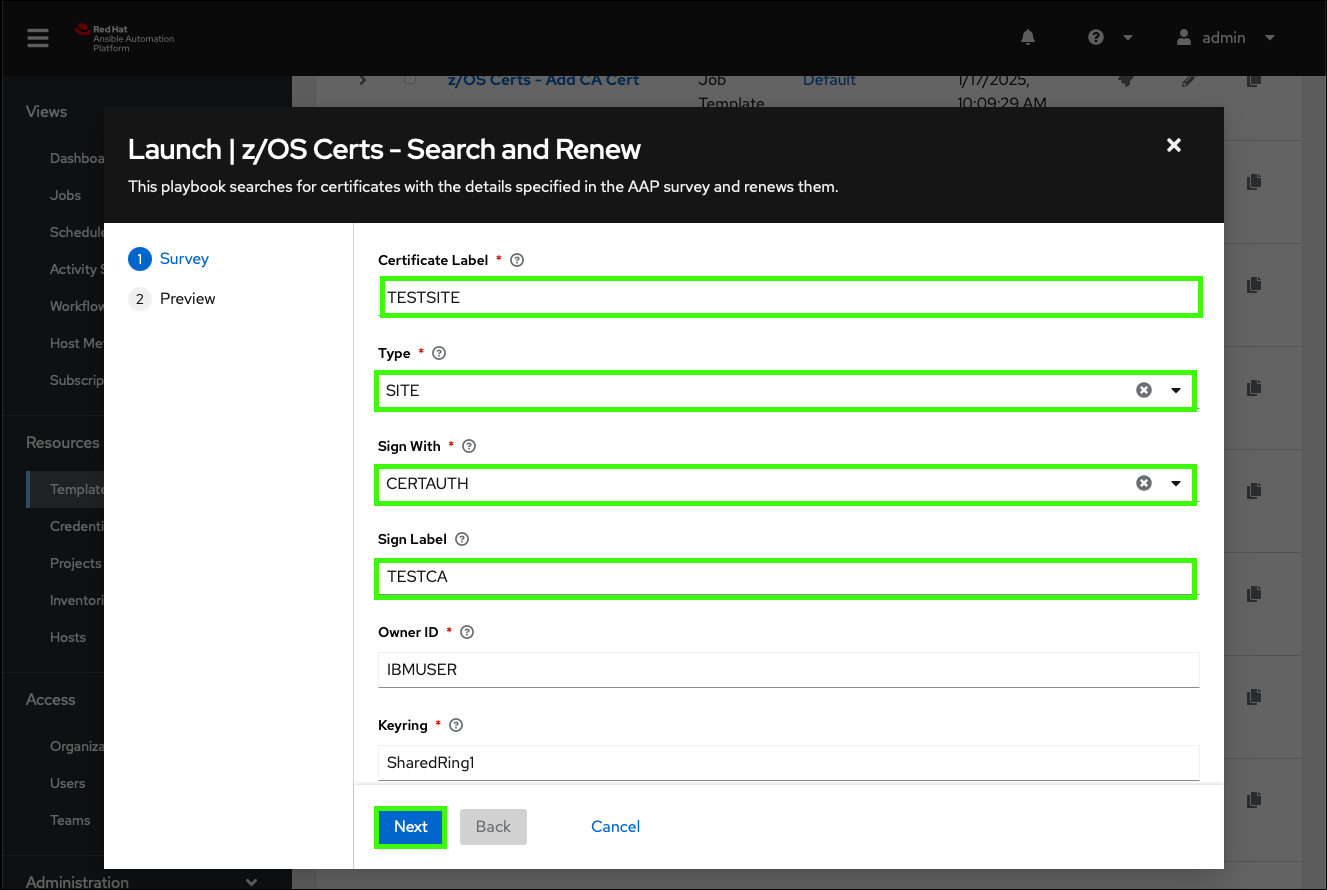 Red Hat
Ansible Automation
Platform
admin
z/OS Certs - Add CA Cert
Job
Template
Default
1/17/2025,
10:09:29 AM
Views
Dashboa
Jobs
Schedule
Activity S
Workflow
Host Me
Subscrip
Resources
Template
Credenti
Projects
Inventori
Hosts
Access
Organiza
Users
Teams
Administration
Launch | z/OS Certs - Search and Renew
This playbook searches for certificates with the details specified in the AAP survey and renews them.
1 Survey
2 Preview
Certificate Label *
TESTSITE
Type *
SITE
Sign With *
CERTAUTH
Sign Label
TESTCA
Owner ID *
IBMUSER
Keyring *
SharedRing1
Next
Back
Cancel